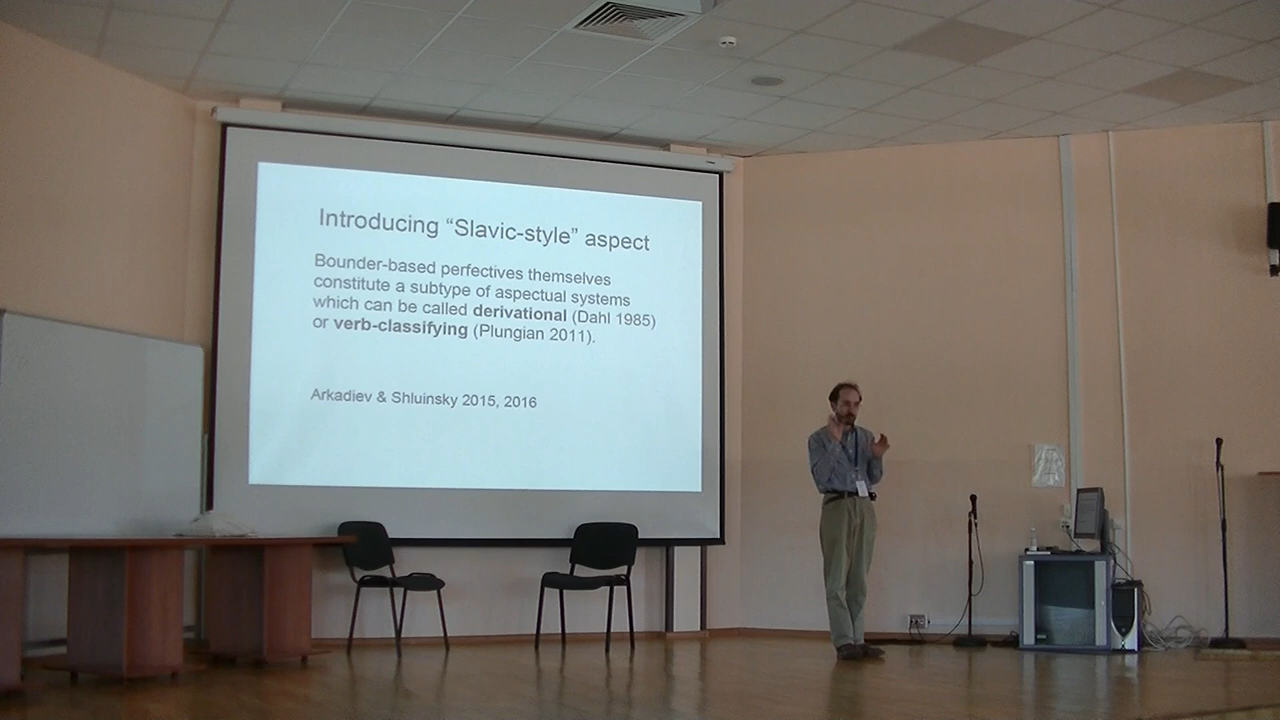 Introducing “Slavic-style” aspect
Bounder-based perfectives themselves
constitute a subtype of aspectual systems
which can be called derivational (Dahl 1985)
or verb-classifying (Plungian 2011).
Arkadiev & Shluinsky 2015, 2016